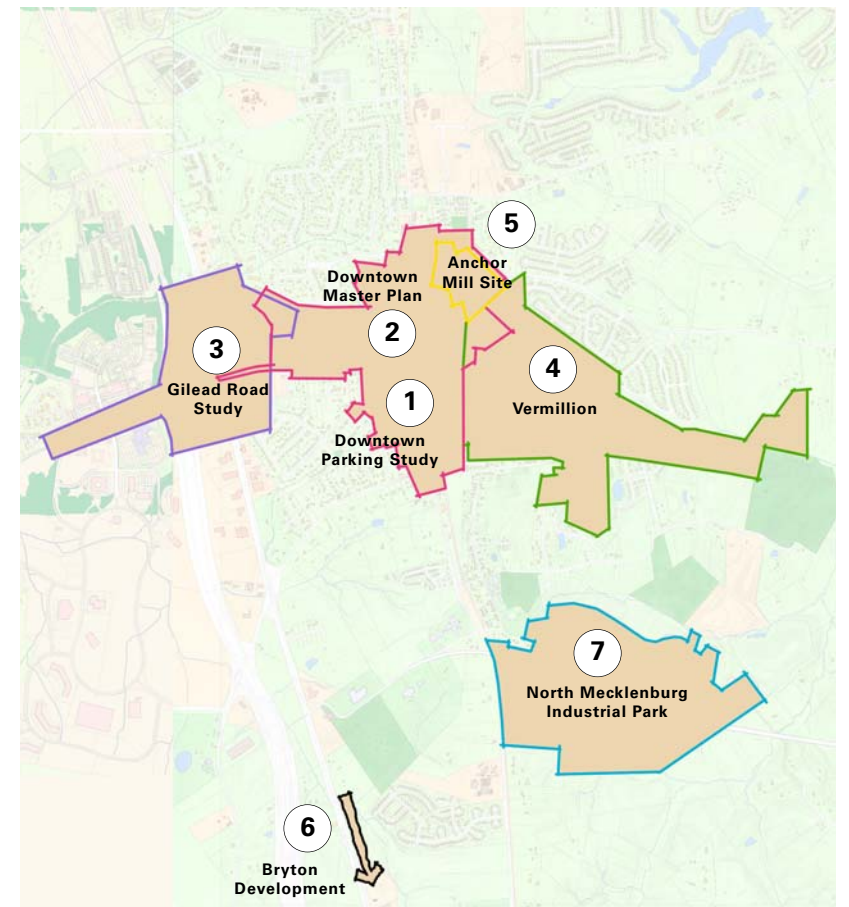 5
Anchor
Mill Site
Downtown
Master Plan
2
3
Gilead Road
Study
4
Vermillion
1
Downtown
Parking Study
7
North Mecklenburg
Industrial Park
6
Bryton
Development